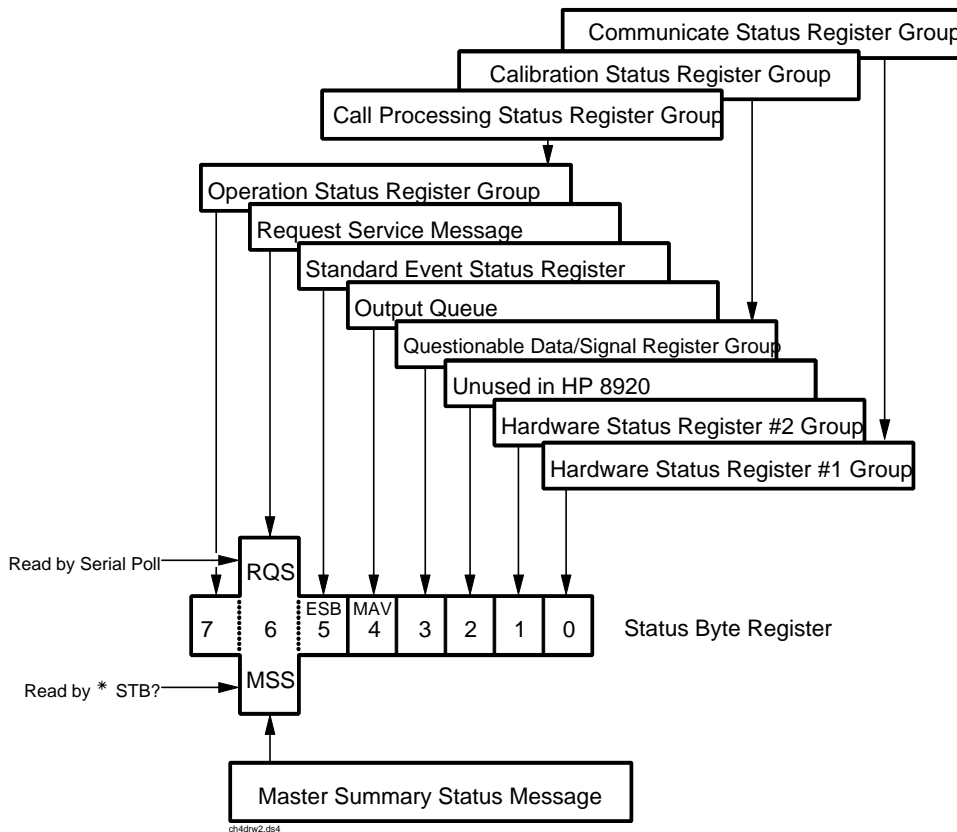 Communicate Status Register Group
Calibration Status Register Group
Call Processing Status Register Group
Operation Status Register Group
Request Service Message
Standard Event Status Register
Output Queue
Questionable Data/Signal Register Group
Unused in HP 8920
Hardware Status Register #2 Group
Hardware Status Register #1 Group
Read by Serial Poll
RQS
ESB MAV
7 6 5 4 3 2 1 0 Status Byte Register
MSS
Read by * STB?
Master Summary Status Message
ch4drw2.ds4